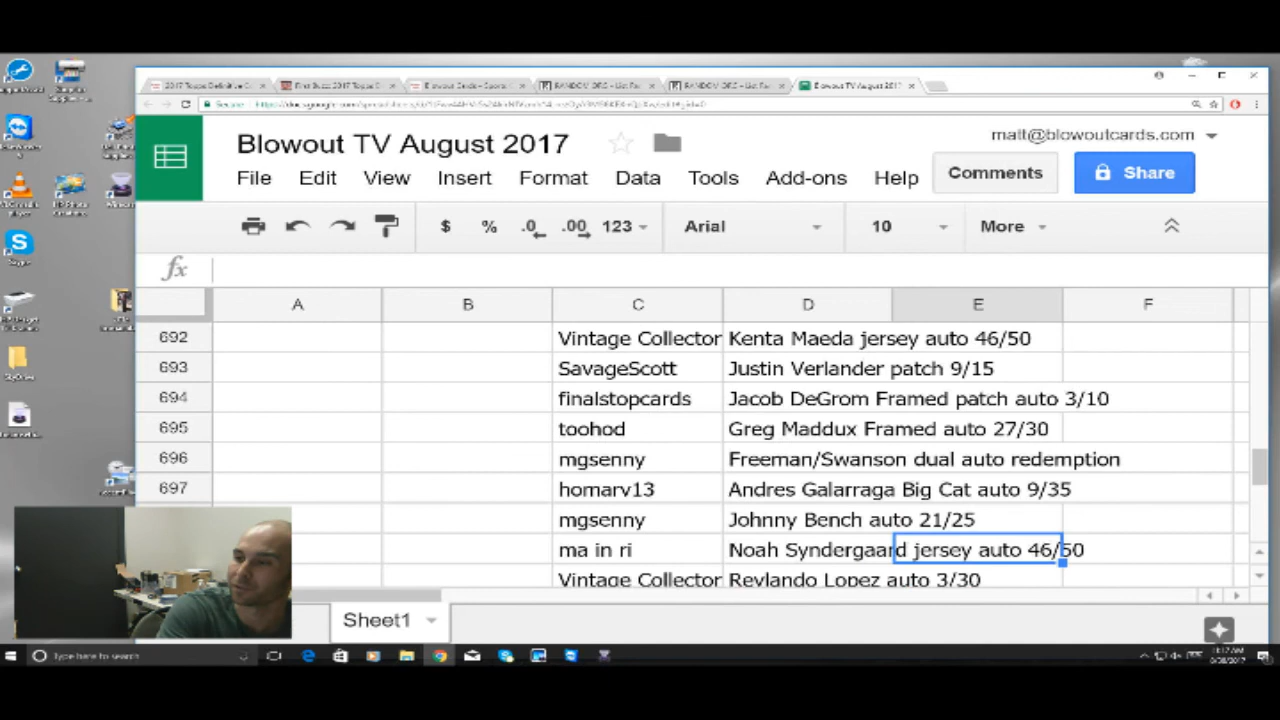 Blowout TV August 2017
matt@blowoutcards.com
File Edit View Insert Format Data Tools Add-ons Help
Comments
Share
$ % .0 .00 123 Arial 10 More
fx
A B C D E F
692 Vintage Collector Kenta Maeda jersey auto 46/50
693 SavageScott Justin Verlander patch 9/15
694 finalstopcards Jacob DeGrom Framed patch auto 3/10
695 toohod Greg Maddux Framed auto 27/30
696 mgsenny Freeman/Swanson dual auto redemption
697 homarv13 Andres Galarraga Big Cat auto 9/35
mgsenny Johnny Bench auto 21/25
ma in ri Noah Syndergaard jersey auto 46/50
Vintage Collector Reylando Lopez auto 3/30
Sheet1
Type here to search